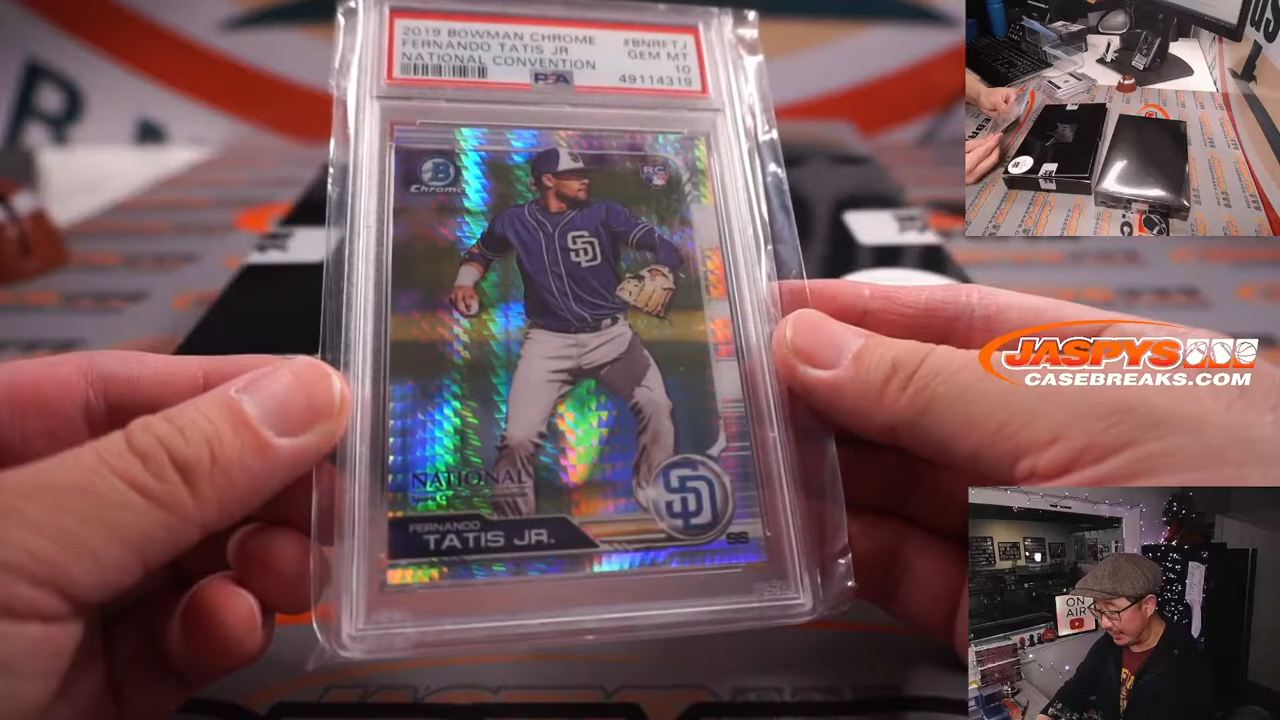 2019 BOWMAN CHROME #BNRFTJ
FERNANDO TATIS JR GEM MT
NATIONAL CONVENTION 10
PSA 49114319
B
Chrome
RC
SD
NATIONAL
FERNANDO
TATIS JR.
SD
SS
JASPYS
CASEBREAKS.COM
ON
AIR